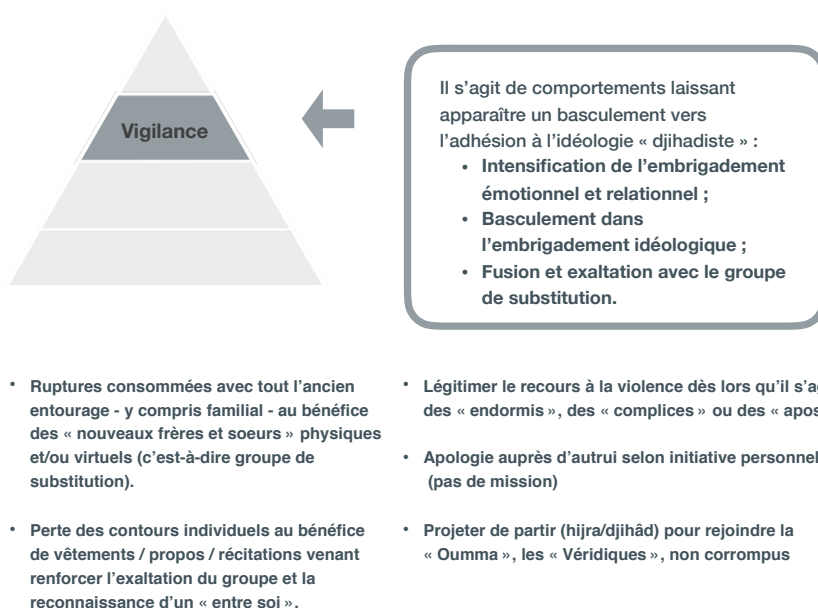 Vigilance
Il s’agit de comportements laissant
apparaître un basculement vers
l’adhésion à l’idéologie « djihadiste » :
• Intensification de l’embrigadement
émotionnel et relationnel ;
• Basculement dans
l’embrigadement idéologique ;
• Fusion et exaltation avec le groupe
de substitution.
• Ruptures consommées avec tout l’ancien
entourage - y compris familial - au bénéfice
des « nouveaux frères et soeurs » physiques
et/ou virtuels (c’est-à-dire groupe de
substitution).
• Perte des contours individuels au bénéfice
de vêtements / propos / récitations venant
renforcer l’exaltation du groupe et la
reconnaissance d’un « entre soi ».
• Légitimer le recours à la violence dès lors qu’il
des « endormis », des « complices » ou des
• Apologie auprès d’autrui selon initiative
(pas de mission)
• Projeter de partir (hijra/djihâd) pour rejoindre la
« Oumma », les « Véridiques », non corrompus